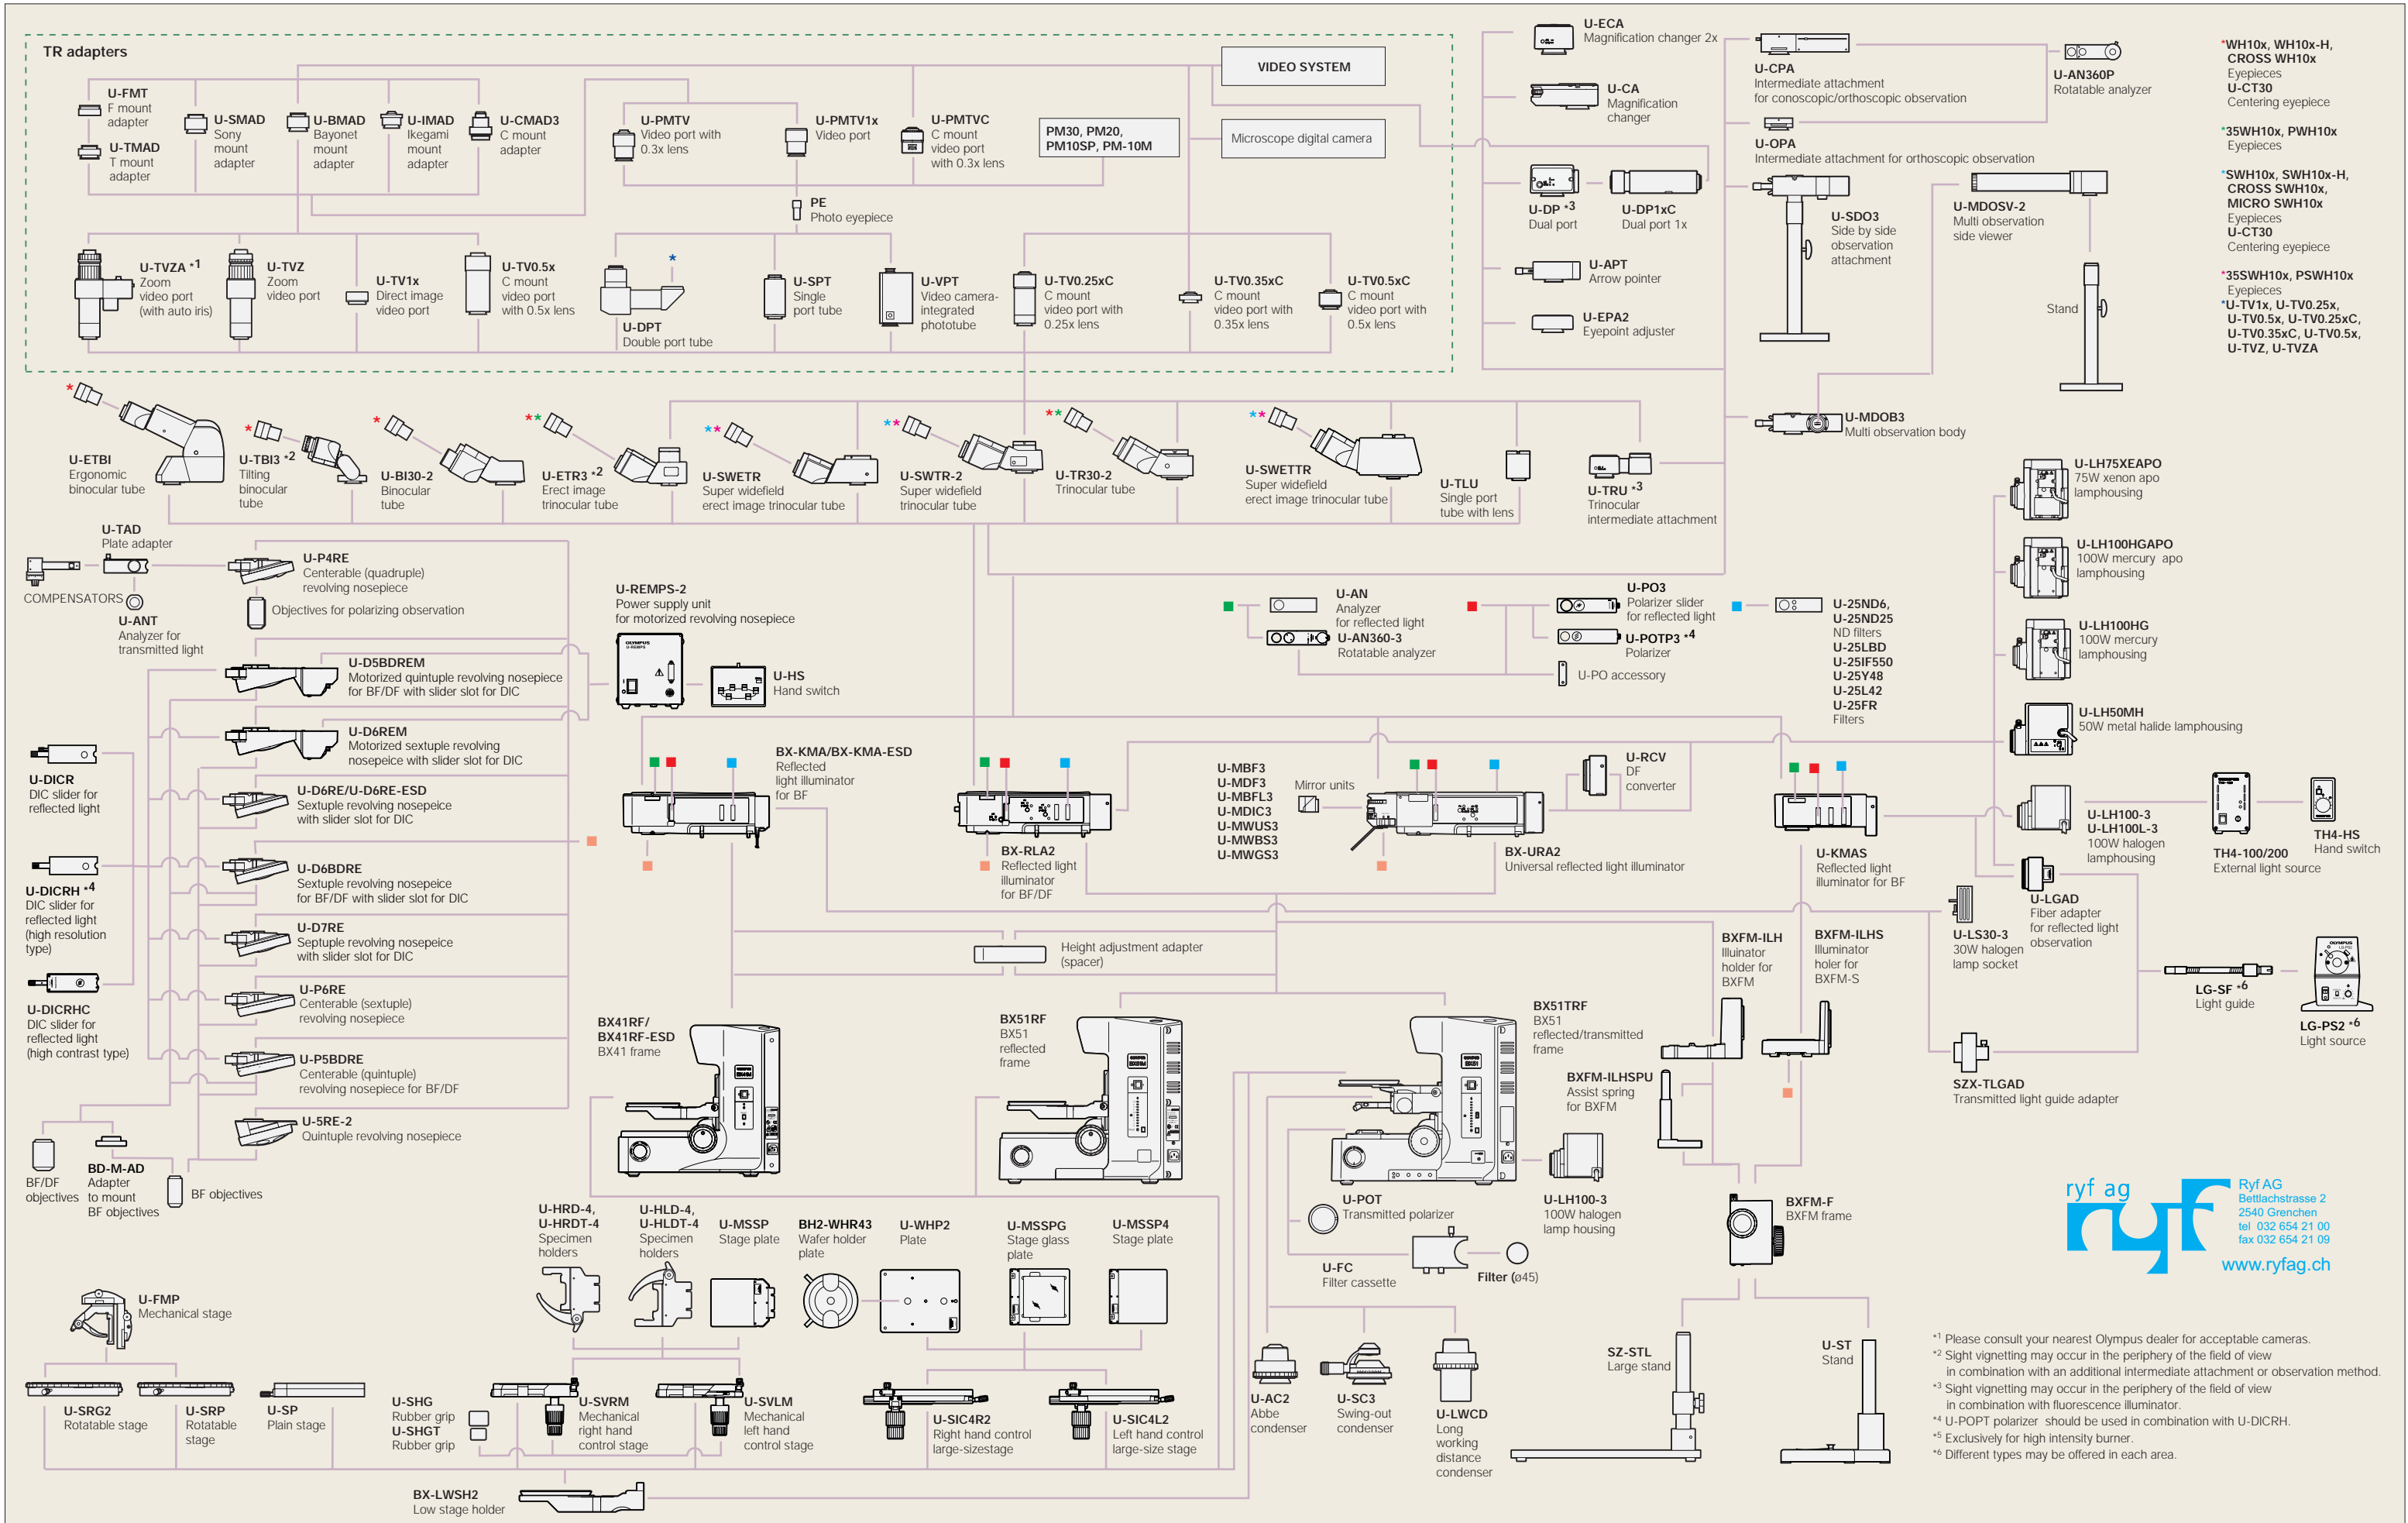 TR adapters
U-FMT
F mount
adapter
U-TMAD
T mount
adapter
U-SMAD
Sony
mount
adapter
U-BMAD
Bayonet
mount
adapter
U-IMAD
Ikegami
mount
adapter
U-CMAD3
C mount
adapter
U-PMTV
Video port with
0.3x lens
U-PMTV1x
Video port
U-PMTVC
C mount
video port
with 0.3x lens
PM30, PM20,
PM10SP, PM-10M
VIDEO SYSTEM
Microscope digital camera
PE
Photo eyepiece
U-TVZA *1
Zoom
video port
(with auto iris)
U-TVZ
Zoom
video port
U-TV1x
Direct image
video port
U-TV0.5x
C mount
video port
with 0.5x lens
*
U-DPT
Double port tube
U-SPT
Single
port tube
U-VPT
Video camera-
integrated
phototube
U-TV0.25xC
C mount
video port with
0.25x lens
U-TV0.35xC
C mount
video port with
0.35x lens
U-TV0.5xC
C mount
video port with
0.5x lens
U-ECA
Magnification changer 2x
U-CA
Magnification
changer
U-DP *3
Dual port
U-DP1xC
Dual port 1x
U-APT
Arrow pointer
U-EPA2
Eyepoint adjuster
U-CPA
Intermediate attachment
for conoscopic/orthoscopic observation
U-AN360P
Rotatable analyzer
U-OPA
Intermediate attachment for orthoscopic observation
U-SDO3
Side by side
observation
attachment
U-MDOSV-2
Multi observation
side viewer
Stand
U-MDOB3
Multi observation body
*WH10x, WH10x-H,
CROSS WH10x
Eyepieces
U-CT30
Centering eyepiece
*35WH10x, PWH10x
Eyepieces
*SWH10x, SWH10x-H,
CROSS SWH10x,
MICRO SWH10x
Eyepieces
U-CT30
Centering eyepiece
*35SWH10x, PSWH10x
Eyepieces
*U-TV1x, U-TV0.25x,
U-TV0.5x, U-TV0.25xC,
U-TV0.35xC, U-TV0.5x,
U-TVZ, U-TVZA
*
U-ETBI
Ergonomic
binocular tube
*
U-TBI3 *2
Tilting
binocular
tube
*
U-BI30-2
Binocular
tube
**
U-ETR3 *2
Erect image
trinocular tube
**
U-SWETR
Super widefield
erect image trinocular tube
**
U-SWTR-2
Super widefield
trinocular tube
**
U-TR30-2
Trinocular tube
**
U-SWETTR
Super widefield
erect image trinocular tube
U-TLU
Single port
tube with lens
U-TRU *3
Trinocular
intermediate attachment
U-LH75XEAPO
75W xenon apo
lamphousing
U-LH100HGAPO
100W mercury apo
lamphousing
U-LH100HG
100W mercury
lamphousing
U-LH50MH
50W metal halide lamphousing
U-LH100-3
U-LH100L-3
100W halogen
lamphousing
TH4-100/200
External light source
TH4-HS
Hand switch
U-LGAD
Fiber adapter
for reflected light
observation
U-LS30-3
30W halogen
lamp socket
LG-SF *6
Light guide
OLYMPUS
LG-PS2 *6
Light source
SZX-TLGAD
Transmitted light guide adapter
U-TAD
Plate adapter
COMPENSATORS
U-ANT
Analyzer for
transmitted light
U-P4RE
Centerable (quadruple)
revolving nosepiece
Objectives for polarizing observation
U-D5BDREM
Motorized quintuple revolving nosepiece
for BF/DF with slider slot for DIC
U-D6REM
Motorized sextuple revolving
nosepeice with slider slot for DIC
U-D6RE/U-D6RE-ESD
Sextuple revolving nosepeice
with slider slot for DIC
U-D6BDRE
Sextuple revolving nosepeice
for BF/DF with slider slot for DIC
U-D7RE
Septuple revolving nosepeice
with slider slot for DIC
U-P6RE
Centerable (sextuple)
revolving nosepiece
U-P5BDRE
Centerable (quintuple)
revolving nosepiece for BF/DF
U-5RE-2
Quintuple revolving nosepiece
U-DICR
DIC slider for
reflected light
U-DICRH *4
DIC slider for
reflected light
(high resolution
type)
U-DICRHC
DIC slider for
reflected light
(high contrast type)
BF/DF
objectives
BD-M-AD
Adapter
to mount
BF objectives
BF objectives
U-REMPS-2
Power supply unit
for motorized revolving nosepiece
OLYMPUS
U-REMPS
U-HS
Hand switch
U-AN
Analyzer
for reflected light
U-AN360-3
Rotatable analyzer
U-PO3
Polarizer slider
for reflected light
U-POTP3 *4
Polarizer
U-PO accessory
U-25ND6,
U-25ND25
ND filters
U-25LBD
U-25IF550
U-25Y48
U-25L42
U-25FR
Filters
BX-KMA/BX-KMA-ESD
Reflected
light illuminator
for BF
BX-RLA2
Reflected light
illuminator
for BF/DF
U-MBF3
U-MDF3
U-MBFL3
U-MDIC3
U-MWUS3
U-MWBS3
U-MWGS3
Mirror units
U-RCV
DF
converter
BX-URA2
Universal reflected light illuminator
U-KMAS
Reflected light
illuminator for BF
Height adjustment adapter
(spacer)
BX41RF/
BX41RF-ESD
BX41 frame
BX51RF
BX51
reflected
frame
BX51TRF
BX51
reflected/transmitted
frame
BXFM-ILH
Illuinator
holder for
BXFM
BXFM-ILHS
Illuminator
holer for
BXFM-S
BXFM-ILHSPU
Assist spring
for BXFM
U-POT
Transmitted polarizer
U-LH100-3
100W halogen
lamp housing
U-FC
Filter cassette
Filter (ø45)
BXFM-F
BXFM frame
U-HRD-4,
U-HRDT-4
Specimen
holders
U-HLD-4,
U-HLDT-4
Specimen
holders
U-MSSP
Stage plate
BH2-WHR43
Wafer holder
plate
U-WHP2
Plate
U-MSSPG
Stage glass
plate
U-MSSP4
Stage plate
U-FMP
Mechanical stage
U-SRG2
Rotatable stage
U-SRP
Rotatable
stage
U-SP
Plain stage
U-SHG
Rubber grip
U-SHGT
Rubber grip
U-SVRM
Mechanical
right hand
control stage
U-SVLM
Mechanical
left hand
control stage
U-SIC4R2
Right hand control
large-sizestage
U-SIC4L2
Left hand control
large-size stage
U-AC2
Abbe
condenser
U-SC3
Swing-out
condenser
U-LWCD
Long
working
distance
condenser
SZ-STL
Large stand
U-ST
Stand
BX-LWSH2
Low stage holder
ryf ag
ryf
Ryf AG
Bettlachstrasse 2
2540 Grenchen
tel 032 654 21 00
fax 032 654 21 09
www.ryfag.ch
*1 Please consult your nearest Olympus dealer for acceptable cameras.
*2 Sight vignetting may occur in the periphery of the field of view
in combination with an additional intermediate attachment or observation method.
*3 Sight vignetting may occur in the periphery of the field of view
in combination with fluorescence illuminator.
*4 U-POPT polarizer should be used in combination with U-DICRH.
*5 Exclusively for high intensity burner.
*6 Different types may be offered in each area.